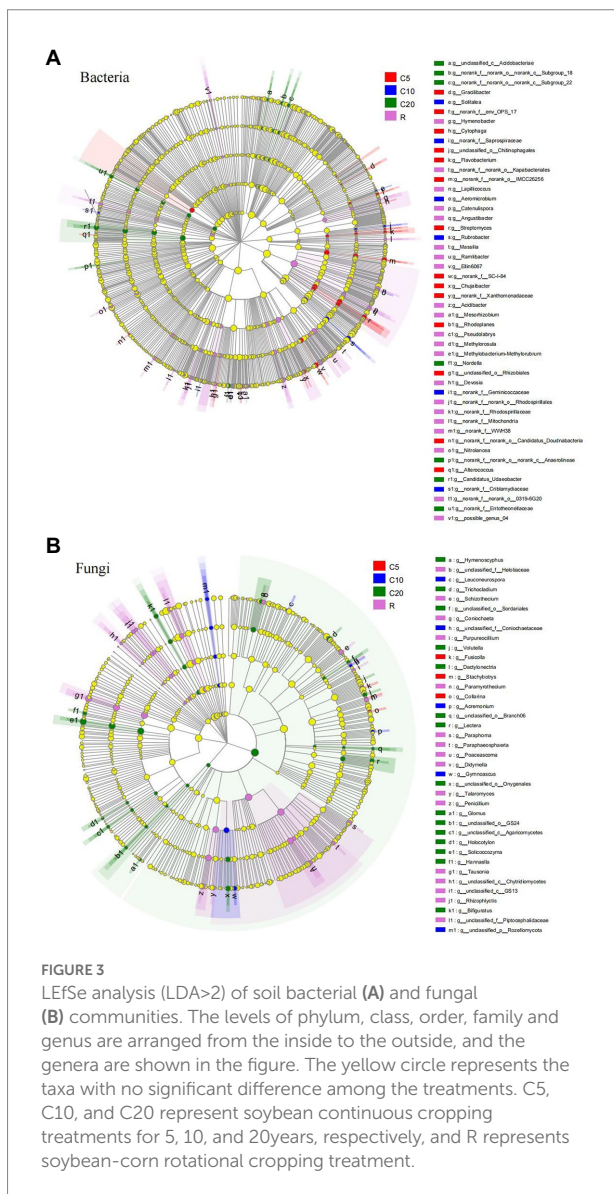 A
Bacteria
C5
C10
C20
R
a:g__unclassified_c__Acidobacteriae
b:g__norank_f__norank_o__norank_c__Subgroup_18
c:g__norank_f__norank_o__norank_c__Subgroup_22
d:g__Gracilibacter
e:g__Solitalea
f:g__norank_f__env_OPS_17
g:g__Hymenobacter
h:g__Cytophaga
i:g__norank_f__Saprospiraceae
j:g__unclassified_o__Chitinophagales
k:g__Flavobacterium
l:g__norank_f__norank_o__Kapabacteriales
m:g__norank_f__norank_o__IMCC26256
n:g__Lapillicoccus
o:g__Aeromicrobium
p:g__Catenulispora
q:g__Angustibacter
r:g__Streptomyces
s:g__Rubrobacter
t:g__Massilia
u:g__Ramlibacter
v:g__Ellin6067
w:g__norank_f__SC-I-84
x:g__Chujaibacter
y:g__norank_f__Xanthomonadaceae
z:g__Acidibacter
a1:g__Mesorhizobium
b1:g__Rhodoplanes
c1:g__Pseudolabrys
d1:g__Methylorosula
e1:g__Methylobacterium-Methylorubrum
f1:g__Nordella
g1:g__unclassified_o__Rhizobiales
h1:g__Devosia
i1:g__norank_f__Geminicoccaceae
j1:g__norank_f__norank_o__Rhodospirillales
k1:g__norank_f__Rhodospirillaceae
l1:g__norank_f__Mitochondria
m1:g__norank_f__WWH38
n1:g__norank_f__norank_o__Candidatus_Doudnabacteria
o1:g__Nitrolancea
p1:g__norank_f__norank_o__norank_c__Anaerolineae
q1:g__Alterococcus
r1:g__Candidatus_Udaeobacter
s1:g__norank_f__Criblamydiaceae
t1:g__norank_f__norank_o__0319-6G20
u1:g__norank_f__Entotheonellaceae
v1:g__possible_genus_04
B
Fungi
C5
C10
C20
R
a : g__Hymenoscyphus
b : g__unclassified_f__Helotiaceae
c : g__Leuconeurospora
d : g__Trichocladium
e : g__Schizothecium
f : g__unclassified_o__Sordariales
g : g__Coniochaeta
h : g__unclassified_f__Coniochaetaceae
i : g__Purpureocillium
j : g__Volutella
k : g__Fusicolla
l : g__Dactylonectria
m : g__Stachybotrys
n : g__Paramyrothecium
o : g__Collarina
p : g__Acremonium
q : g__unclassified_o__Branch06
r : g__Lectera
s : g__Paraphoma
t : g__Paraphaeosphaeria
u : g__Poaceascoma
v : g__Didymella
w : g__Gymnoascus
x : g__unclassified_o__Onygenales
y : g__Talaromyces
z : g__Penicillium
a1 : g__Glomus
b1 : g__unclassified_o__GS24
c1 : g__unclassified_c__Agaricomycetes
d1 : g__Holocotylon
e1 : g__Solicoccozyma
f1 : g__Hannaella
g1 : g__Tausonia
h1 : g__unclassified_c__Chytridiomycetes
i1 : g__unclassified_c__GS13
j1 : g__Rhizophlyctis
k1 : g__Bifiguratus
l1 : g__unclassified_f__Piptocephalidaceae
m1 : g__unclassified_p__Rozellomycota
FIGURE 3
LEfSe analysis (LDA>2) of soil bacterial (A) and fungal
(B) communities. The levels of phylum, class, order, family and
genus are arranged from the inside to the outside, and the
genera are shown in the figure. The yellow circle represents the
taxa with no significant difference among the treatments. C5,
C10, and C20 represent soybean continuous cropping
treatments for 5, 10, and 20years, respectively, and R represents
soybean-corn rotational cropping treatment.